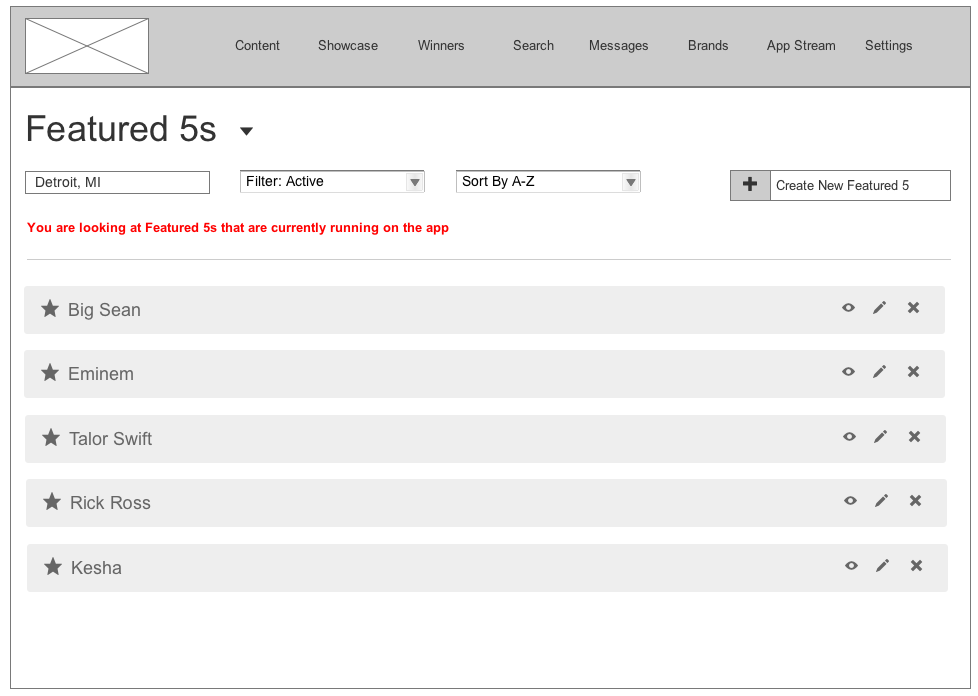 Content Showcase Winners Search Messages Brands App Stream Settings
Featured 5s
Detroit, MI Filter: Active Sort By A-Z Create New Featured 5
You are looking at Featured 5s that are currently running on the app
Big Sean
Eminem
Talor Swift
Rick Ross
Kesha